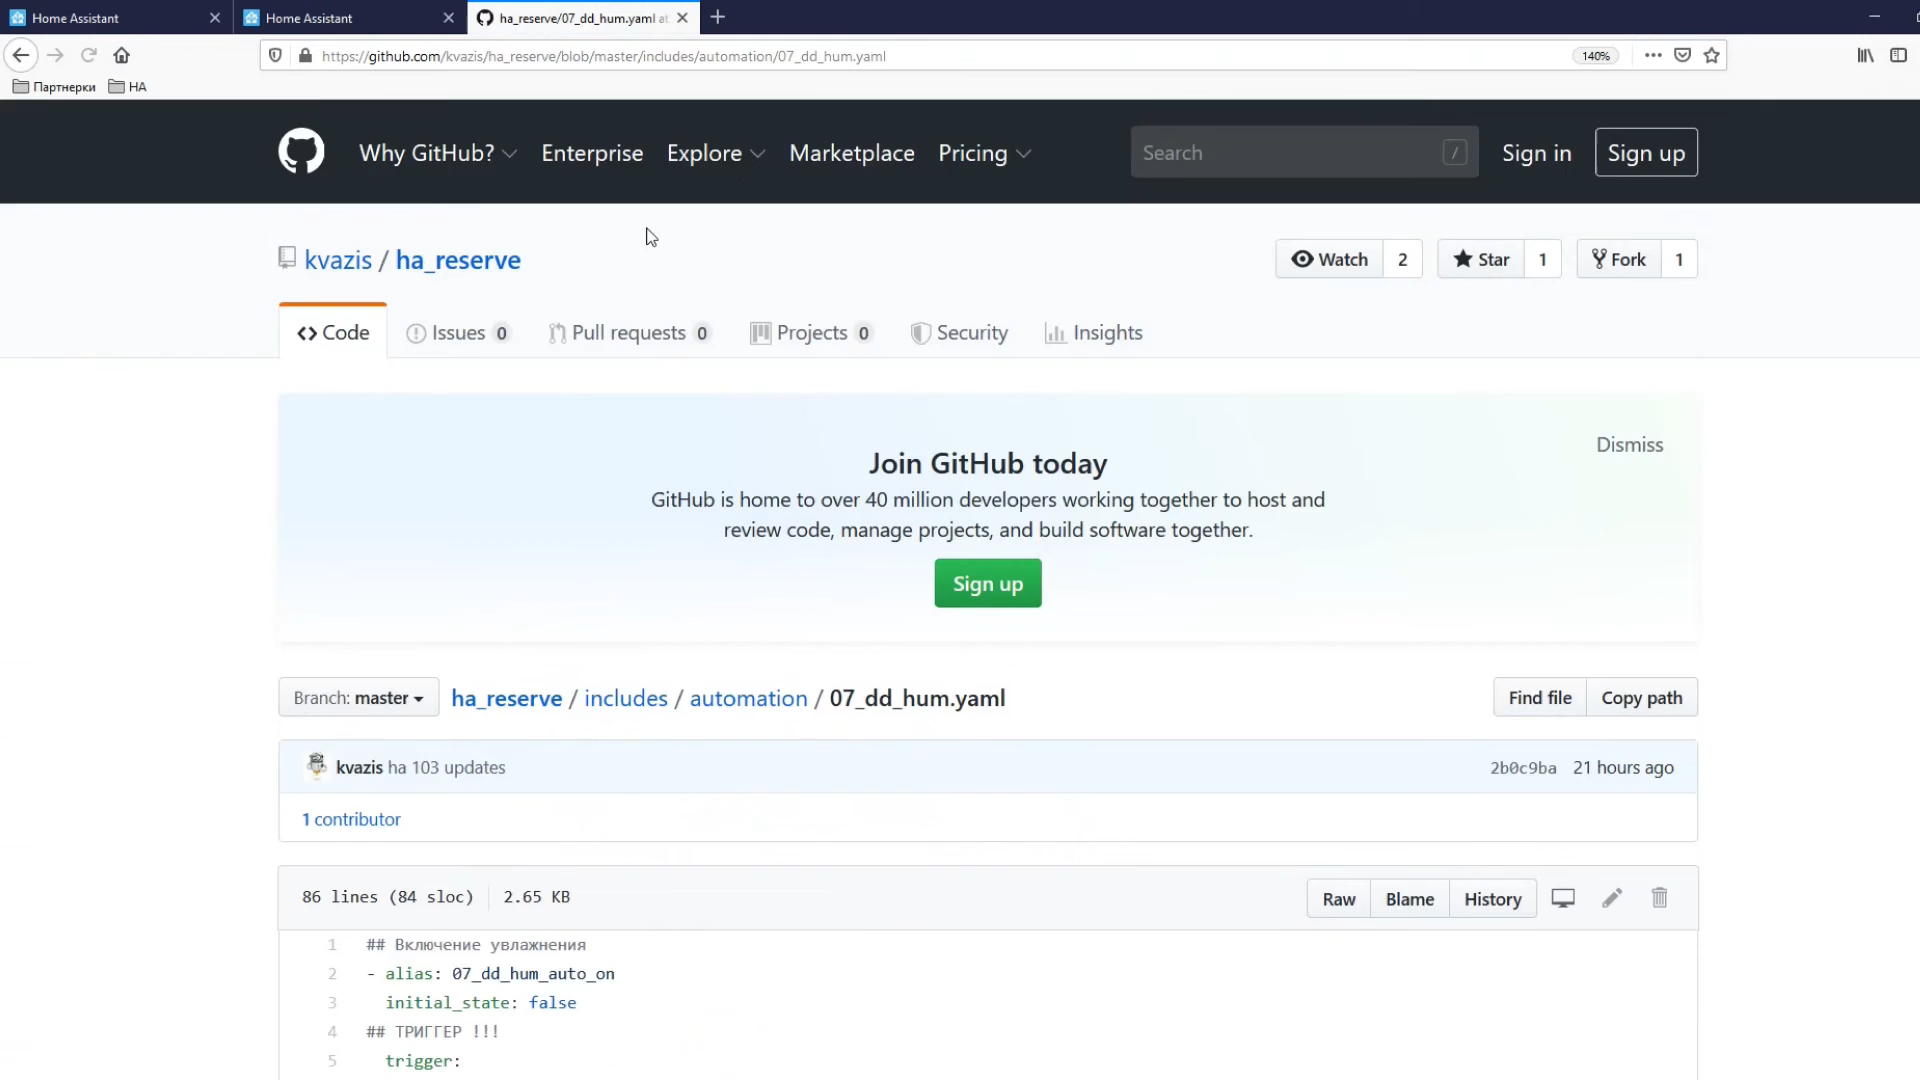 Home Assistant
Home Assistant
ha_reserve/07_dd_hum.yaml at
https://github.com/kvazis/ha_reserve/blob/master/includes/automation/07_dd_hum.yaml
140%
Партнерки
НА
Why GitHub?
Enterprise
Explore
Marketplace
Pricing
Search
/
Sign in
Sign up
kvazis / ha_reserve
Watch 2
Star 1
Fork 1
Code
Issues 0
Pull requests 0
Projects 0
Security
Insights
Dismiss
Join GitHub today
GitHub is home to over 40 million developers working together to host and
review code, manage projects, and build software together.
Sign up
Branch: master
ha_reserve / includes / automation / 07_dd_hum.yaml
Find file
Copy path
kvazis ha 103 updates
2b0c9ba 21 hours ago
1 contributor
86 lines (84 sloc) 2.65 KB
Raw
Blame
History
1 ## Включение увлажнения
2 - alias: 07_dd_hum_auto_on
3 initial_state: false
4 ## ТРИГГЕР !!!
5 trigger: